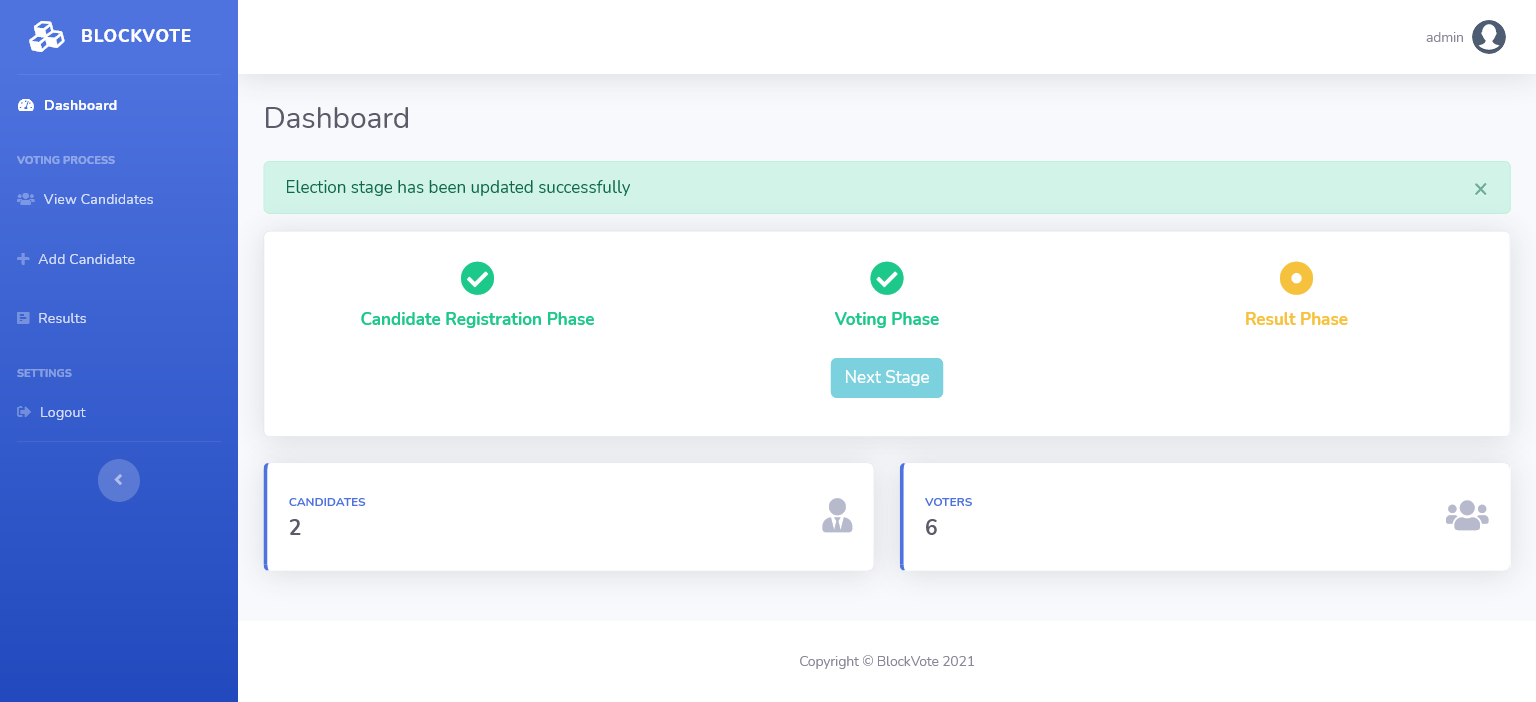 BLOCKVOTE
admin
Dashboard
VOTING PROCESS
View Candidates
Add Candidate
Results
SETTINGS
Logout
Dashboard
Election stage has been updated successfully
×
Candidate Registration Phase
Voting Phase
Result Phase
Next Stage
CANDIDATES
2
VOTERS
6
Copyright © BlockVote 2021